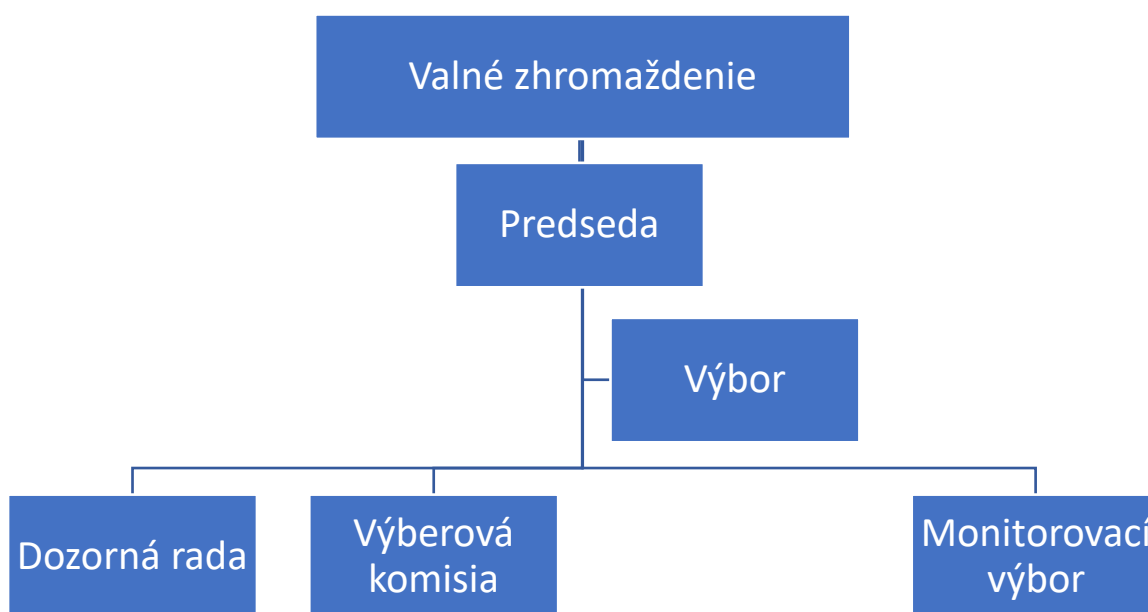 Valné zhromaždenie
Predseda
Výbor
Dozorná rada
Výberová
komisia
Monitorovací
výbor